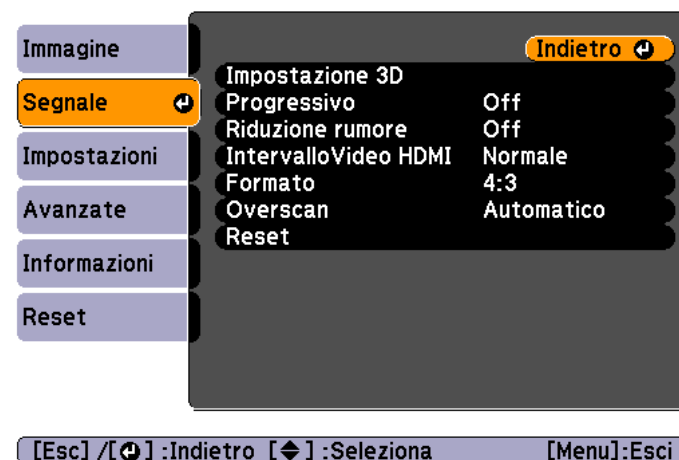 Immagine
Segnale
Impostazioni
Avanzate
Informazioni
Reset
Indietro
Impostazione 3D
Progressivo Off
Riduzione rumore Off
IntervalloVideo HDMI Normale
Formato 4:3
Overscan Automatico
Reset
[Esc] /[ ] :Indietro [ ] :Seleziona [Menu]:Esci